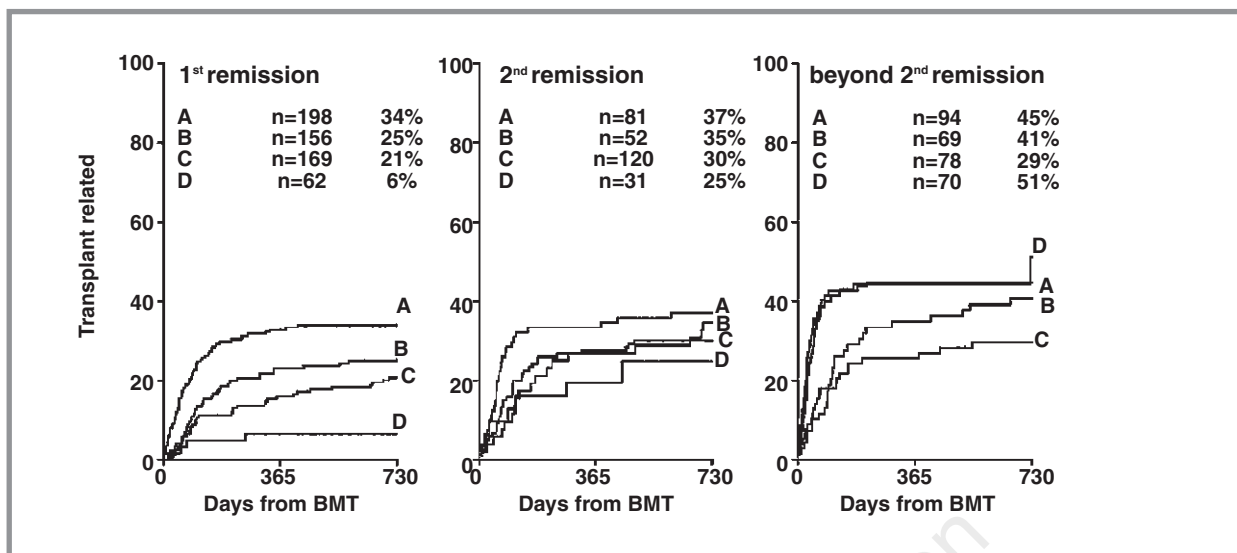 Transplant related
100
80
60
40
20
0
1st remission
A n=198 34%
B n=156 25%
C n=169 21%
D n=62 6%
A
B
C
D
0 365 730
Days from BMT
100
80
60
40
20
0
2nd remission
A n=81 37%
B n=52 35%
C n=120 30%
D n=31 25%
A
B
C
D
0 365 730
Days from BMT
100
80
60
40
20
0
beyond 2nd remission
A n=94 45%
B n=69 41%
C n=78 29%
D n=70 51%
D
A
B
C
0 365 730
Days from BMT